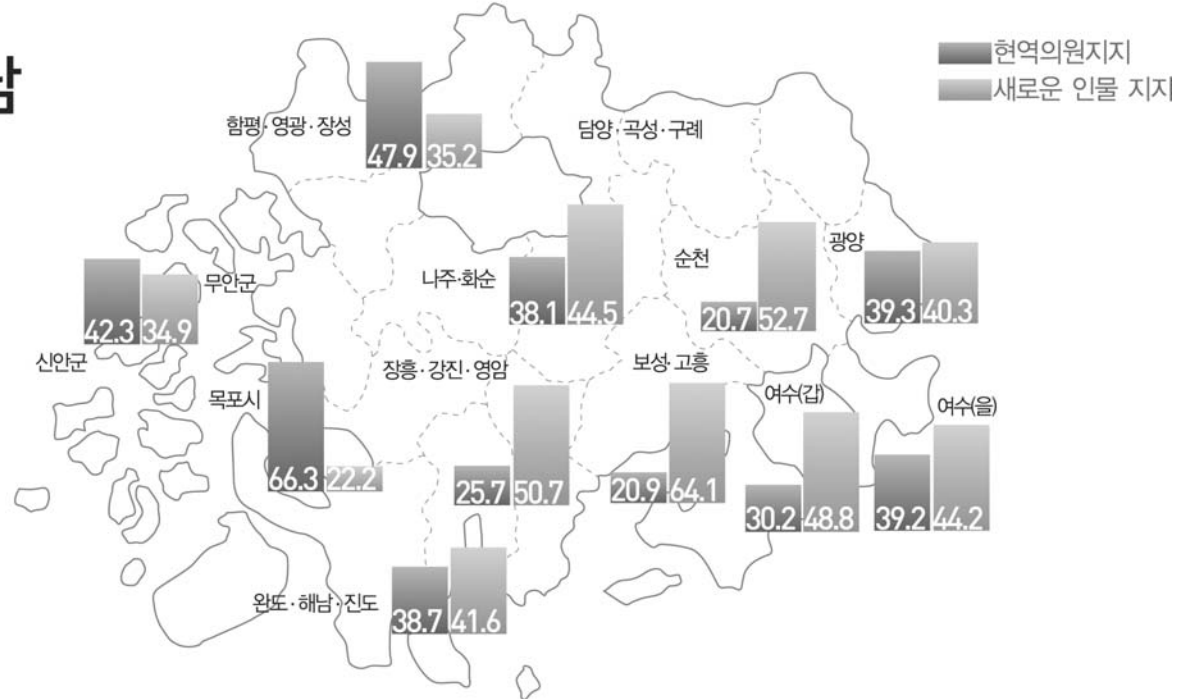 남
현역의원지지
새로운 인물 지지
함평·영광·장성
47.9 35.2
담양·곡성·구례
나주·화순
38.1 44.5
순천
20.7 52.7
광양
39.3 40.3
무안군
신안군
42.3 34.9
목포시
66.3 22.2
장흥·강진·영암
25.7 50.7
보성·고흥
20.9 64.1
여수(갑)
30.2 48.8
여수(을)
39.2 44.2
완도·해남·진도
38.7 41.6